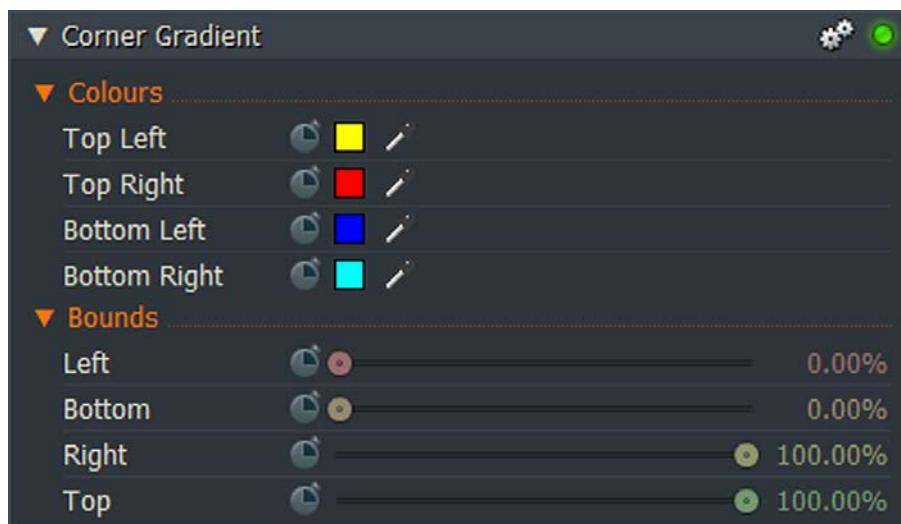 Corner Gradient
Colours
Top Left
Top Right
Bottom Left
Bottom Right
Bounds
Left 0.00%
Bottom 0.00%
Right 100.00%
Top 100.00%